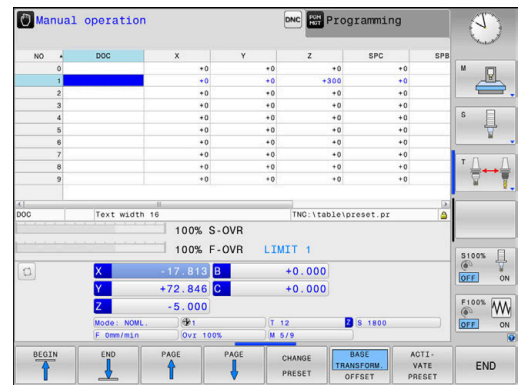 Manual operation
DNC
PGM MGT
Programming
NO DOC X Y Z SPC SPB
0 +0 +0 +0 +0
1 +0 +0 +300 +0
2 +0 +0 +0 +0
3 +0 +0 +0 +0
4 +0 +0 +0 +0
5 +0 +0 +0 +0
6 +0 +0 +0 +0
7 +0 +0 +0 +0
8 +0 +0 +0 +0
9 +0 +0 +0 +0
DOC Text width 16 TNC:\table\preset.pr
100% S-OVR
100% F-OVR LIMIT 1
X -17.813 B +0.000
Y +72.846 C +0.000
Z -5.000
Mode: NOML. 1 T 12 Z S 1800
F 0mm/min Ovr 100% M 5/9
M
S
T
S100%
OFF ON
F100%
OFF ON
BEGIN
END
PAGE
PAGE
CHANGE
PRESET
BASE
TRANSFORM.
OFFSET
ACTI-
VATE
PRESET
END